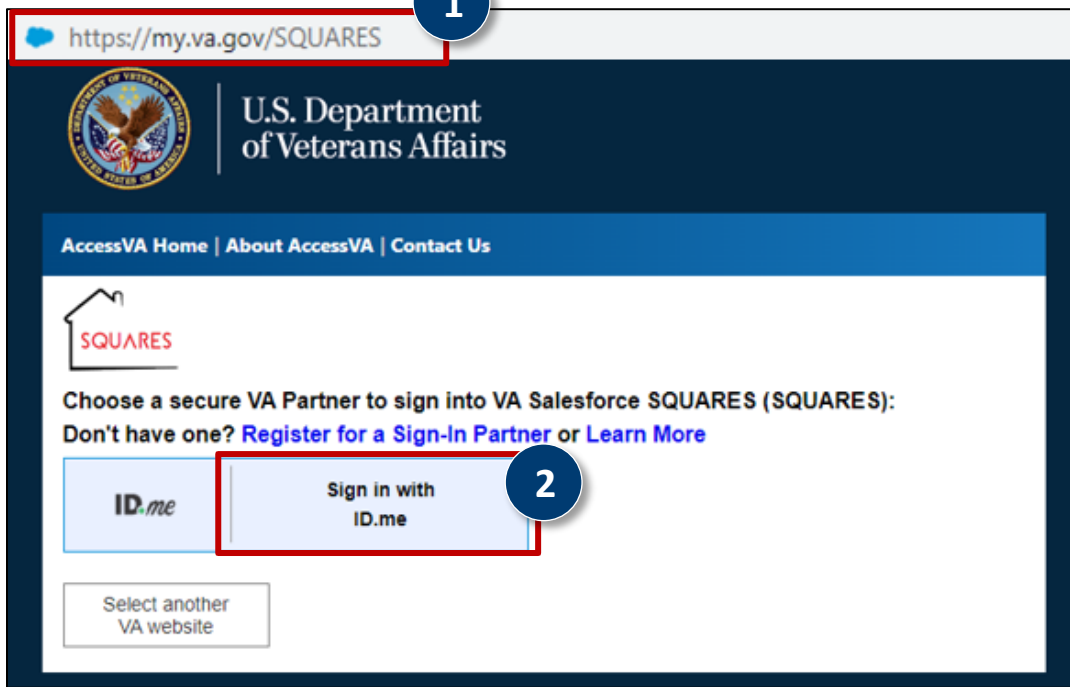 1
https://my.va.gov/SQUARES
U.S. Department
of Veterans Affairs
AccessVA Home | About AccessVA | Contact Us
SQUARES
Choose a secure VA Partner to sign into VA Salesforce SQUARES (SQUARES):
Don't have one? Register for a Sign-In Partner or Learn More
ID.me
Sign in with
ID.me
2
Select another
VA website